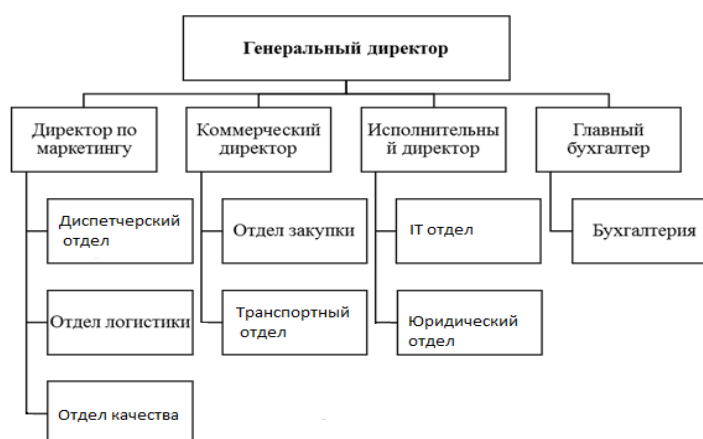 Генеральный директор
Директор по
маркетингу
Коммерческий
директор
Исполнительны
й директор
Главный
бухгалтер
Диспетчерский
отдел
Отдел закупки
IT отдел
Бухгалтерия
Отдел логистики
Транспортный
отдел
Юридический
отдел
Отдел качества